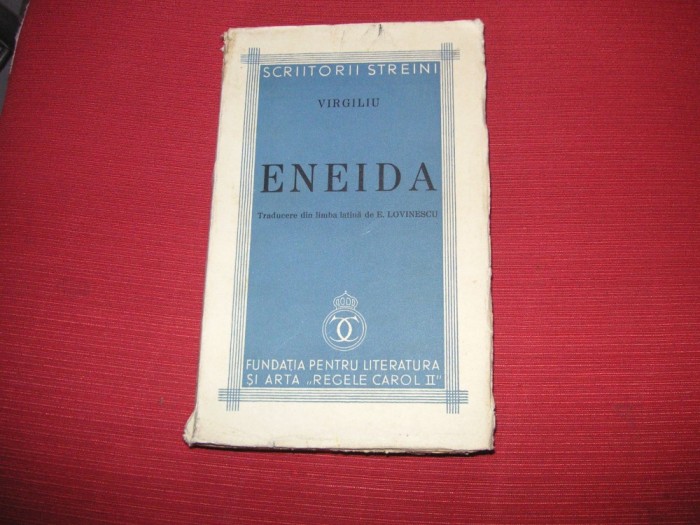 SCRIITORII STREINI
VIRGILIU
ENEIDA
Traducere din limba latină de E. LOVINESCU
FUNDAȚIA PENTRU LITERATURA
ȘI ARTA „REGELE CAROL II"